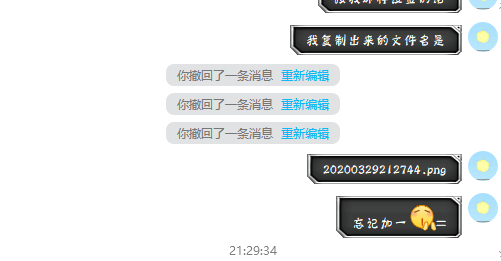 我复制出来的文件名是
你撤回了一条消息 重新编辑
你撤回了一条消息 重新编辑
你撤回了一条消息 重新编辑
20200329212744.png
忘记加一🤫=
21:29:34